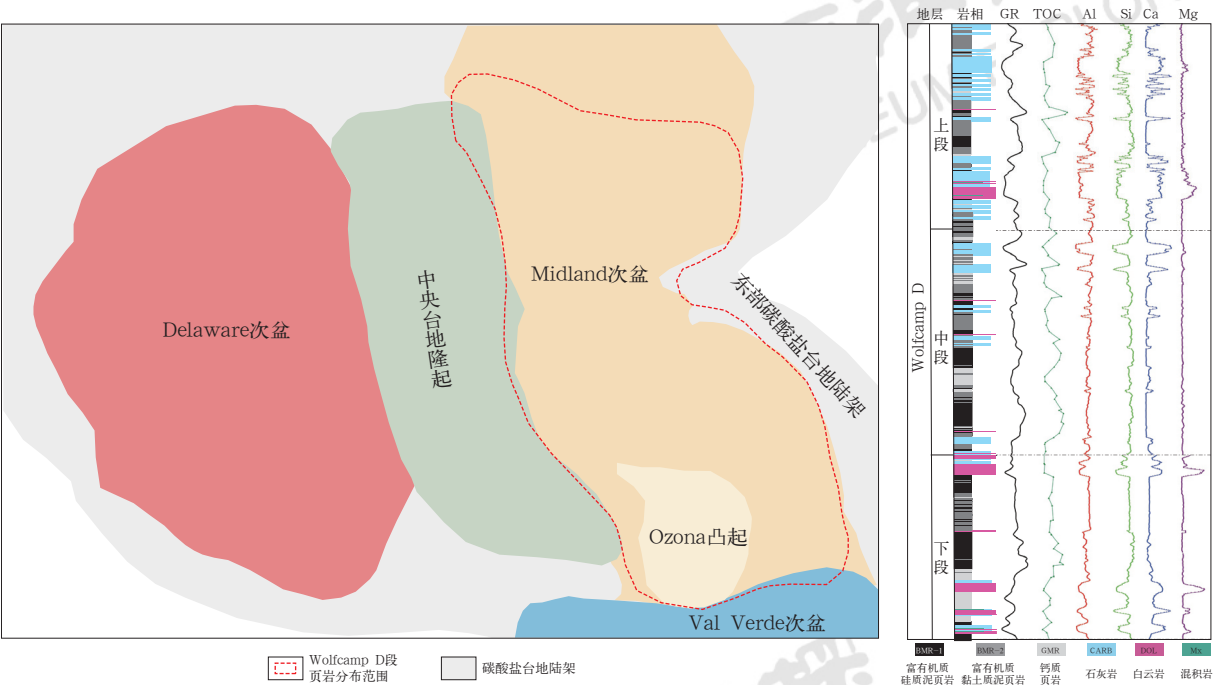 Delaware次盆
中央台地隆起
Midland次盆
东部碳酸盐台地陆架
Ozona凸起
Val Verde次盆
Wolfcamp D段
页岩分布范围
碳酸盐台地陆架
地层 岩相 GR TOC Al Si Ca Mg
Wolfcamp D
上段
中段
下段
BMR-1 BMR-2 GMR CARB DOL Mx
富有机质
硅质泥页岩
富有机质
黏土质泥页岩
钙质
页岩
石灰岩
白云岩
混积岩